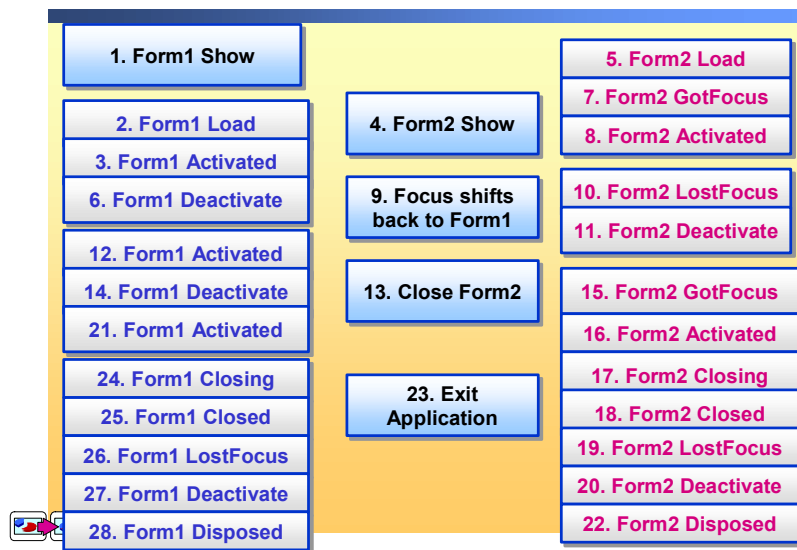 1. Form1 Show
2. Form1 Load
3. Form1 Activated
6. Form1 Deactivate
12. Form1 Activated
14. Form1 Deactivate
21. Form1 Activated
24. Form1 Closing
25. Form1 Closed
26. Form1 LostFocus
27. Form1 Deactivate
28. Form1 Disposed
4. Form2 Show
9. Focus shifts
back to Form1
13. Close Form2
23. Exit
Application
5. Form2 Load
7. Form2 GotFocus
8. Form2 Activated
10. Form2 LostFocus
11. Form2 Deactivate
15. Form2 GotFocus
16. Form2 Activated
17. Form2 Closing
18. Form2 Closed
19. Form2 LostFocus
20. Form2 Deactivate
22. Form2 Disposed